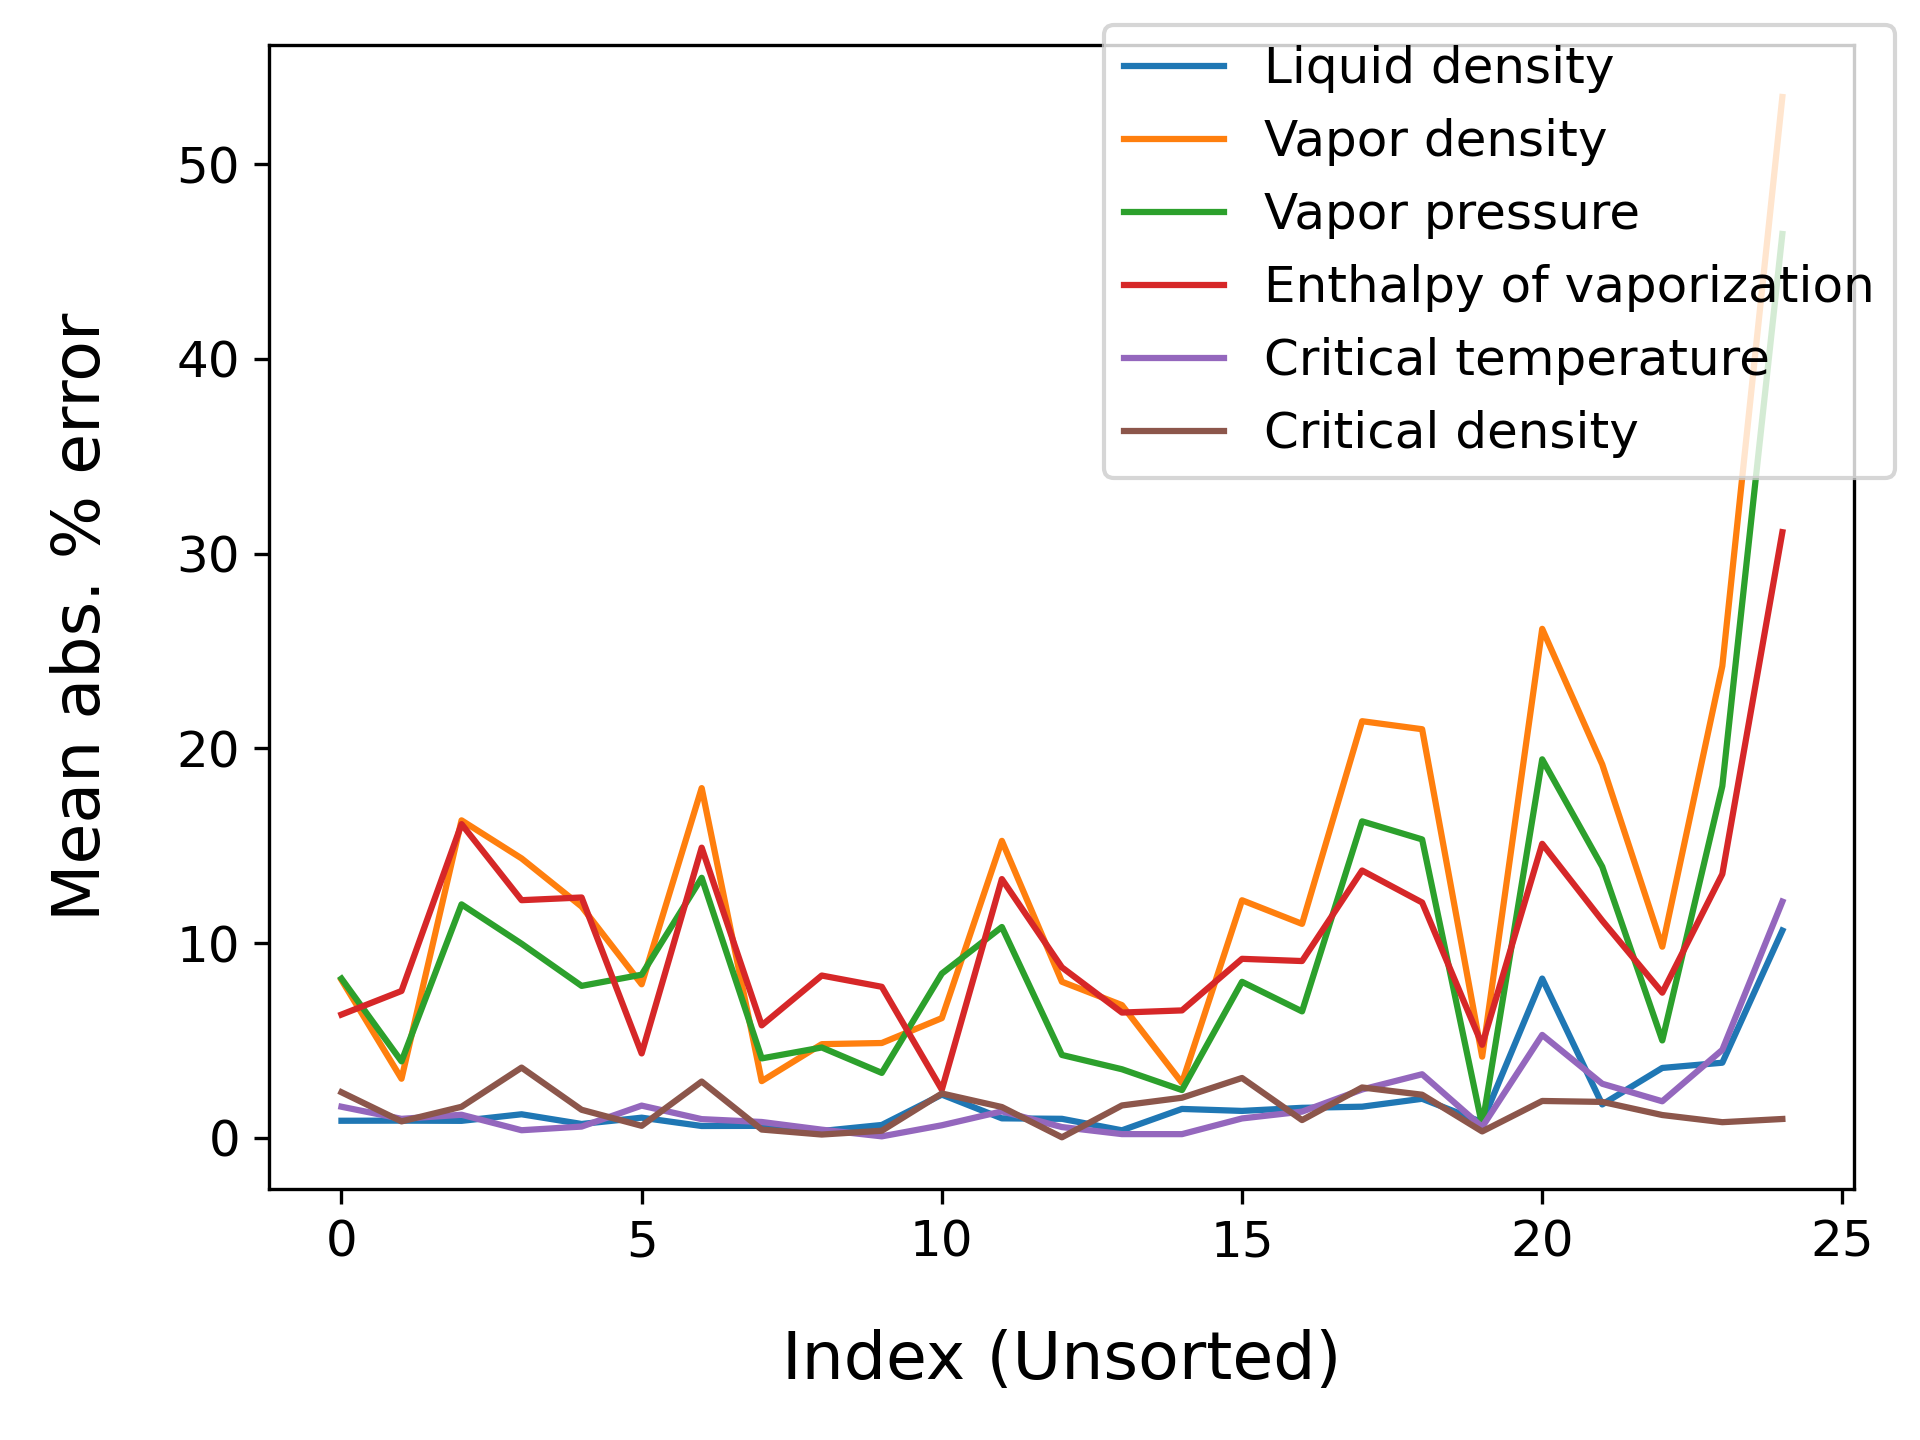 Liquid density
Vapor density
Vapor pressure
Enthalpy of vaporization
Critical temperature
Critical density
Mean abs. % error
50
40
30
20
10
0
0 5 10 15 20 25
Index (Unsorted)